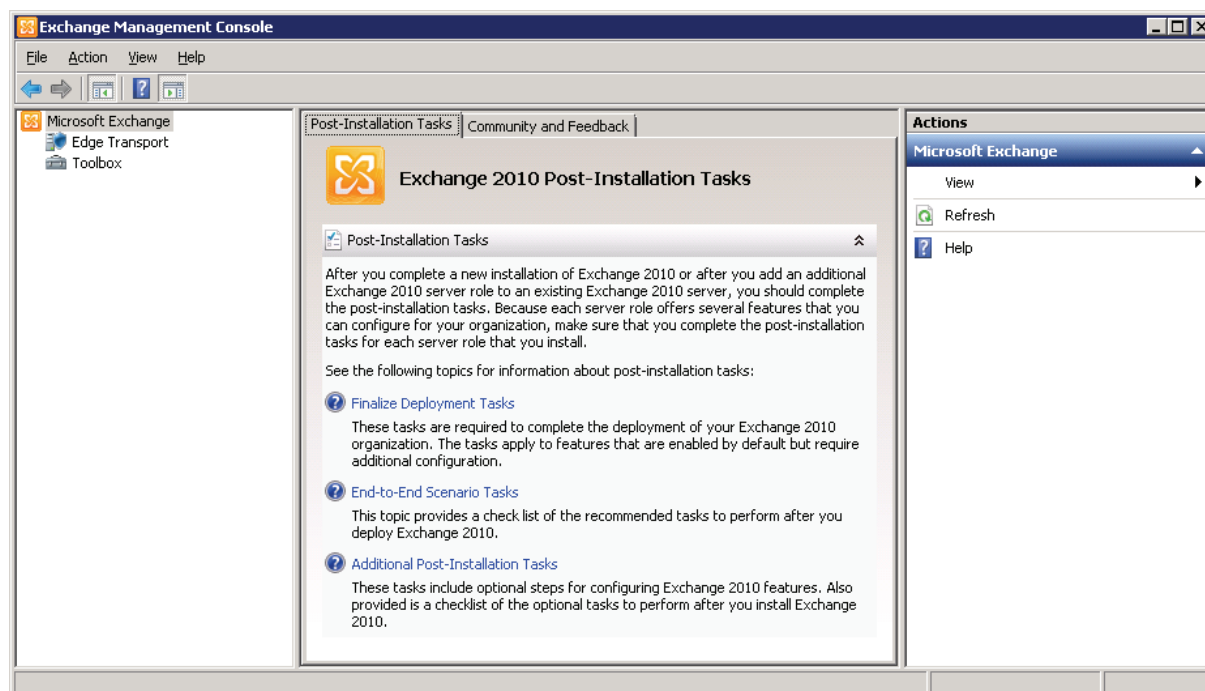 Exchange Management Console
File Action View Help
Microsoft Exchange
Edge Transport
Toolbox
Post-Installation Tasks
Community and Feedback
Exchange 2010 Post-Installation Tasks
Post-Installation Tasks
After you complete a new installation of Exchange 2010 or after you add an additional
Exchange 2010 server role to an existing Exchange 2010 server, you should complete
the post-installation tasks. Because each server role offers several features that you
can configure for your organization, make sure that you complete the post-installation
tasks for each server role that you install.
See the following topics for information about post-installation tasks:
Finalize Deployment Tasks
These tasks are required to complete the deployment of your Exchange 2010
organization. The tasks apply to features that are enabled by default but require
additional configuration.
End-to-End Scenario Tasks
This topic provides a check list of the recommended tasks to perform after you
deploy Exchange 2010.
Additional Post-Installation Tasks
These tasks include optional steps for configuring Exchange 2010 features. Also
provided is a checklist of the optional tasks to perform after you install Exchange
2010.
Actions
Microsoft Exchange
View
Refresh
Help